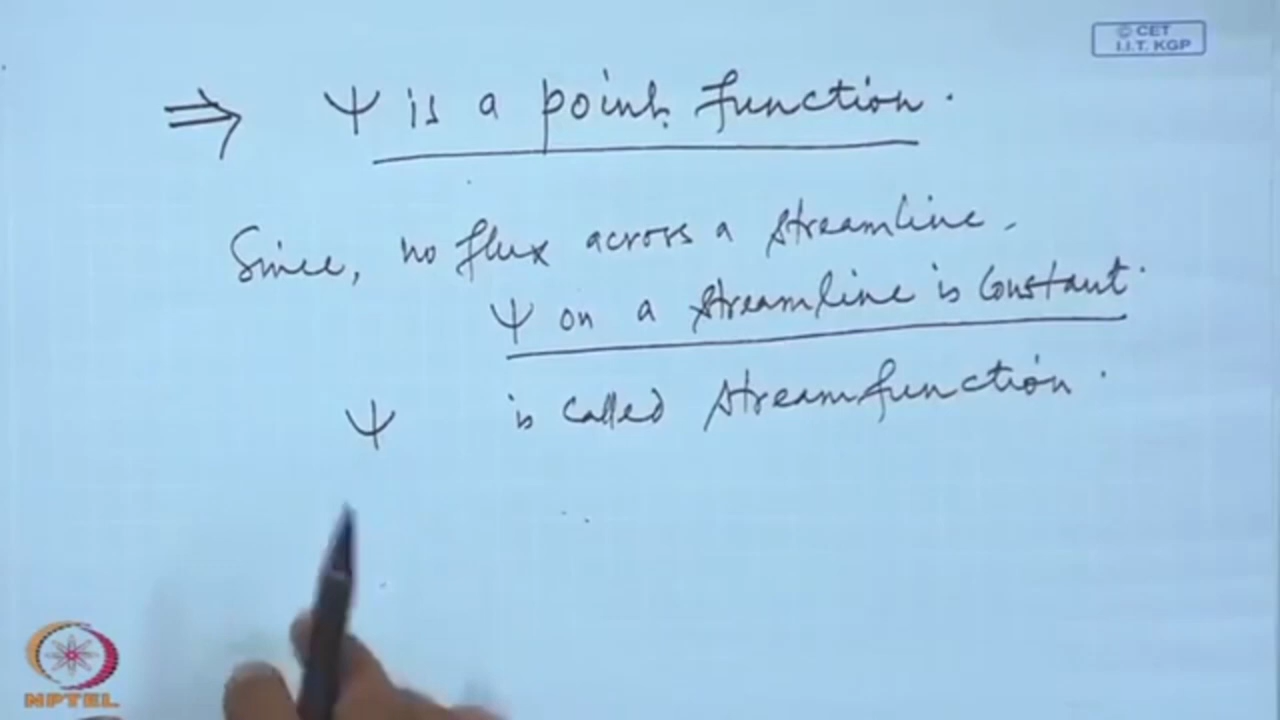 © CET
I.I.T. KGP
⇒ Ψ is a point function.
Since, no flux across a streamline.
Ψ on a streamline is constant.
Ψ is called streamfunction.
NPTEL